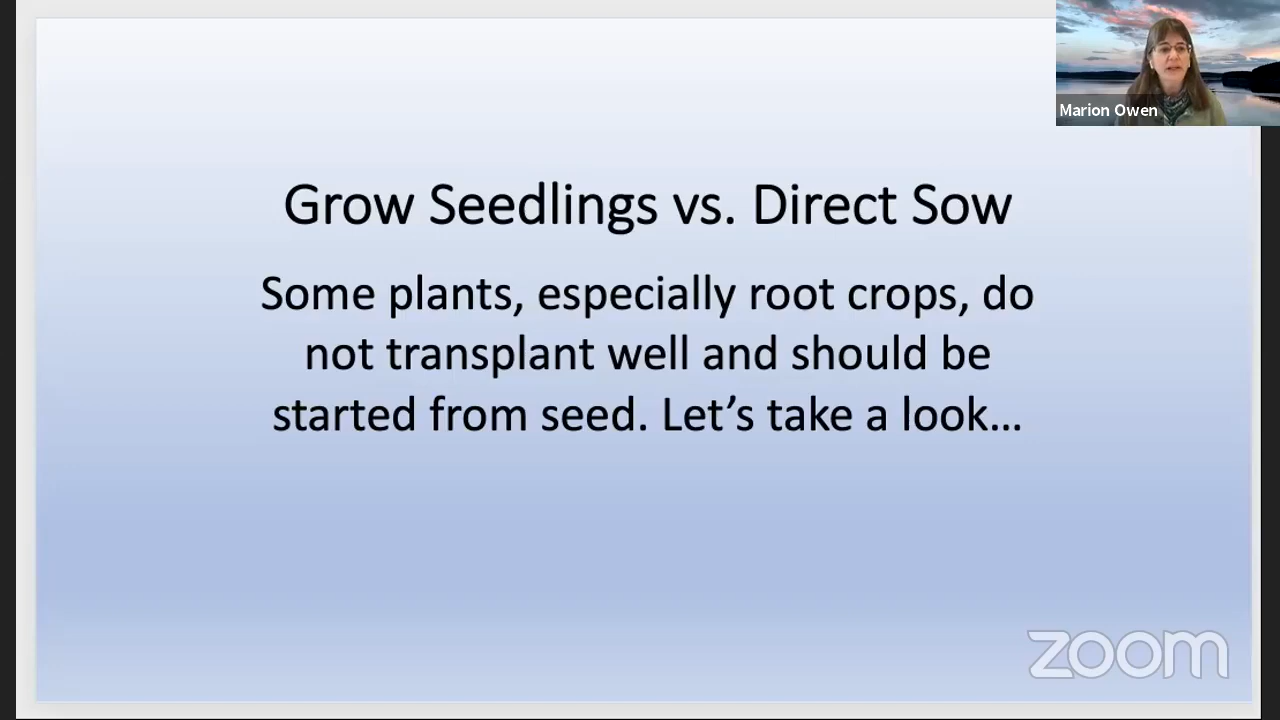 Marion Owen
Grow Seedlings vs. Direct Sow
Some plants, especially root crops, do
not transplant well and should be
started from seed. Let’s take a look…
zoom